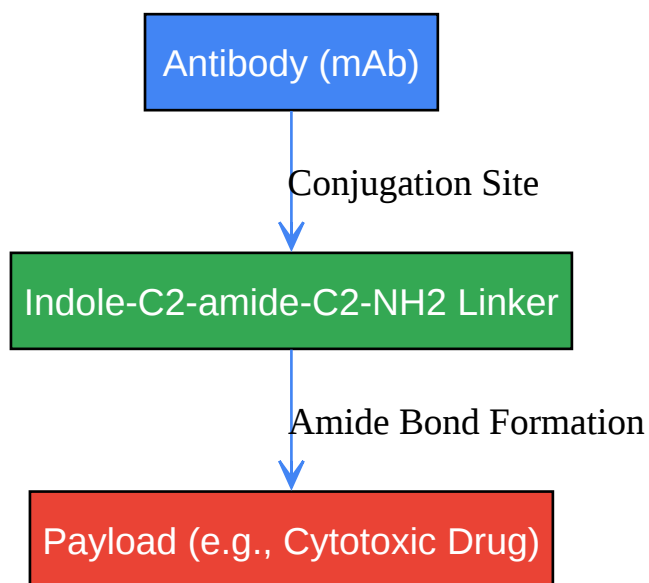 Antibody (mAb)
Conjugation Site
Indole-C2-amide-C2-NH2 Linker
Amide Bond Formation
Payload (e.g., Cytotoxic Drug)